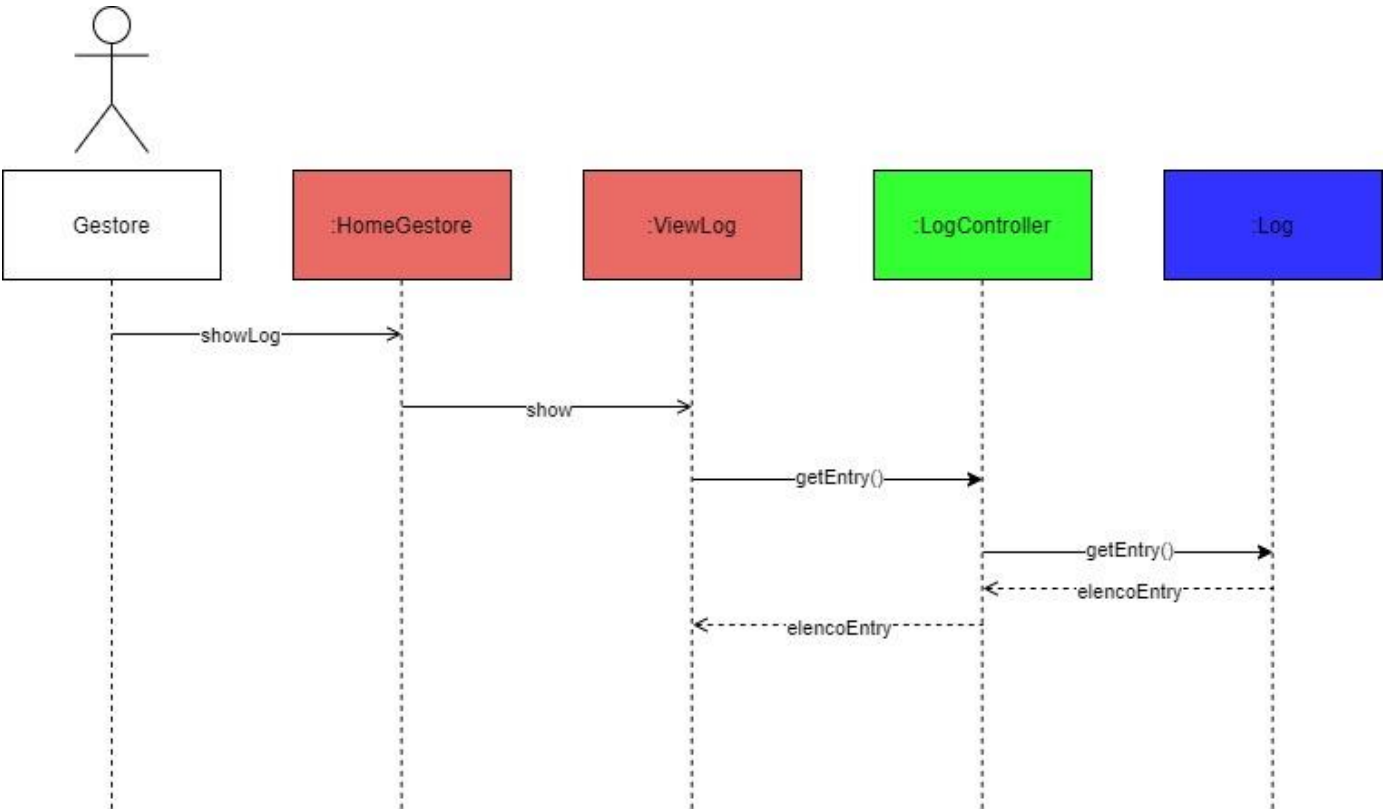 Gestore
:HomeGestore
:ViewLog
:LogController
:Log
showLog
show
getEntry()
getEntry()
elencoEntry
elencoEntry